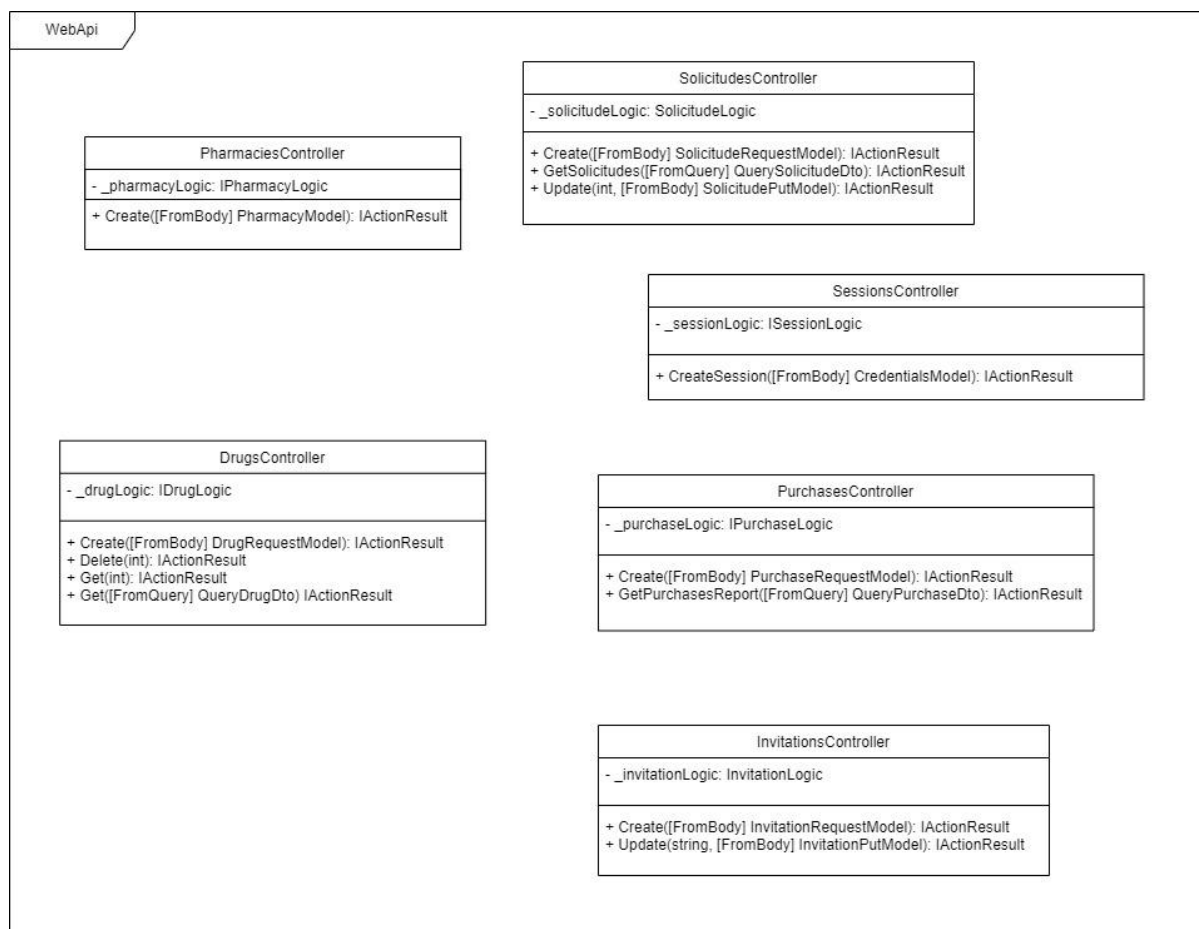 WebApi
SolicitudesController
- _solicitudeLogic: SolicitudeLogic
+ Create([FromBody] SolicitudeRequestModel): IActionResult
+ GetSolicitudes([FromQuery] QuerySolicitudeDto): IActionResult
+ Update(int, [FromBody] SolicitudePutModel): IActionResult
PharmaciesController
- _pharmacyLogic: IPharmacyLogic
+ Create([FromBody] PharmacyModel): IActionResult
SessionsController
- _sessionLogic: ISessionLogic
+ CreateSession([FromBody] CredentialsModel): IActionResult
DrugsController
- _drugLogic: IDrugLogic
+ Create([FromBody] DrugRequestModel): IActionResult
+ Delete(int): IActionResult
+ Get(int): IActionResult
+ Get([FromQuery] QueryDrugDto) IActionResult
PurchasesController
- _purchaseLogic: IPurchaseLogic
+ Create([FromBody] PurchaseRequestModel): IActionResult
+ GetPurchasesReport([FromQuery] QueryPurchaseDto): IActionResult
InvitationsController
- _invitationLogic: InvitationLogic
+ Create([FromBody] InvitationRequestModel): IActionResult
+ Update(string, [FromBody] InvitationPutModel): IActionResult